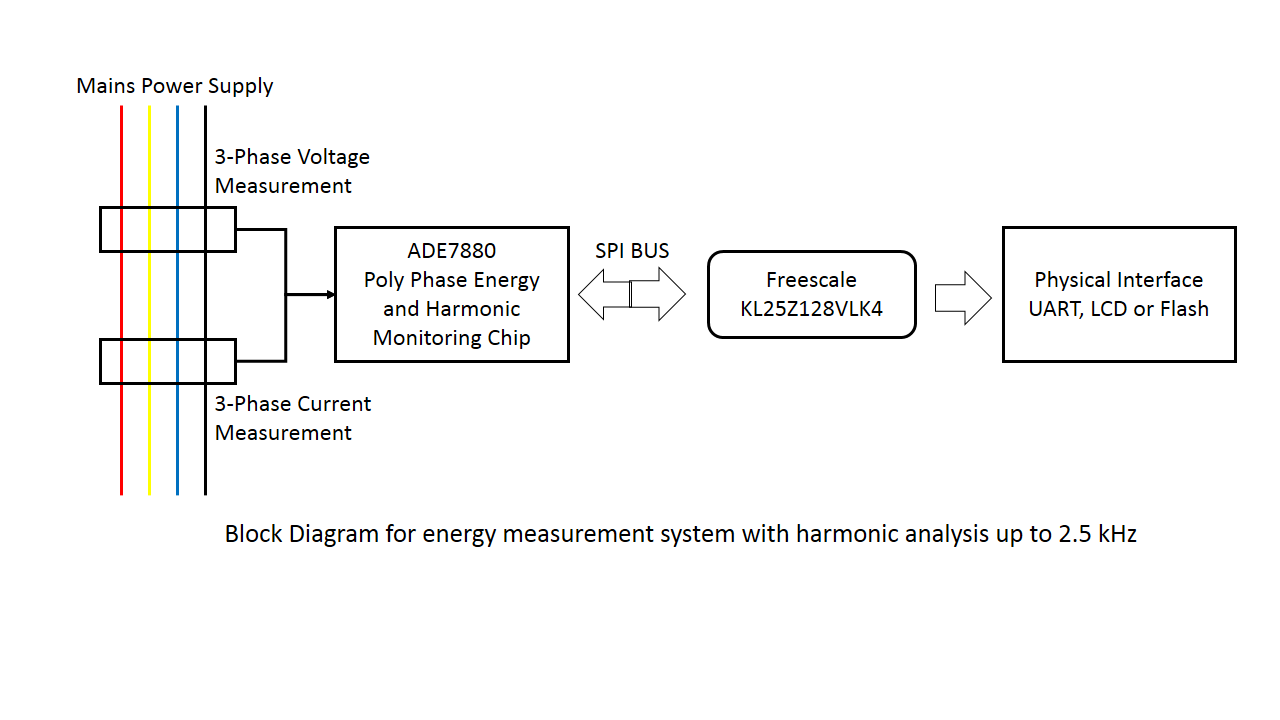 Mains Power Supply
3-Phase Voltage
Measurement
ADE7880
Poly Phase Energy
and Harmonic
Monitoring Chip
SPI BUS
Freescale
KL25Z128VLK4
Physical Interface
UART, LCD or Flash
3-Phase Current
Measurement
Block Diagram for energy measurement system with harmonic analysis up to 2.5 kHz